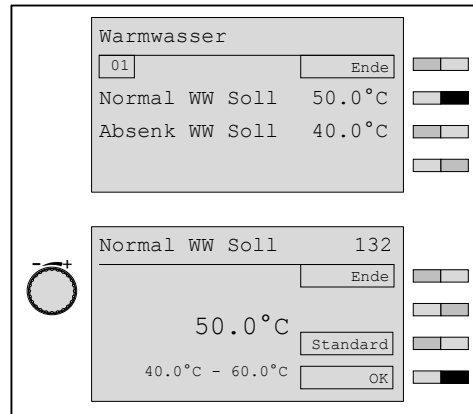 Warmwasser
01 Ende
Normal WW Soll 50.0°C
Absenk WW Soll 40.0°C
Normal WW Soll 132
Ende
50.0°C
Standard
40.0°C - 60.0°C OK
- +